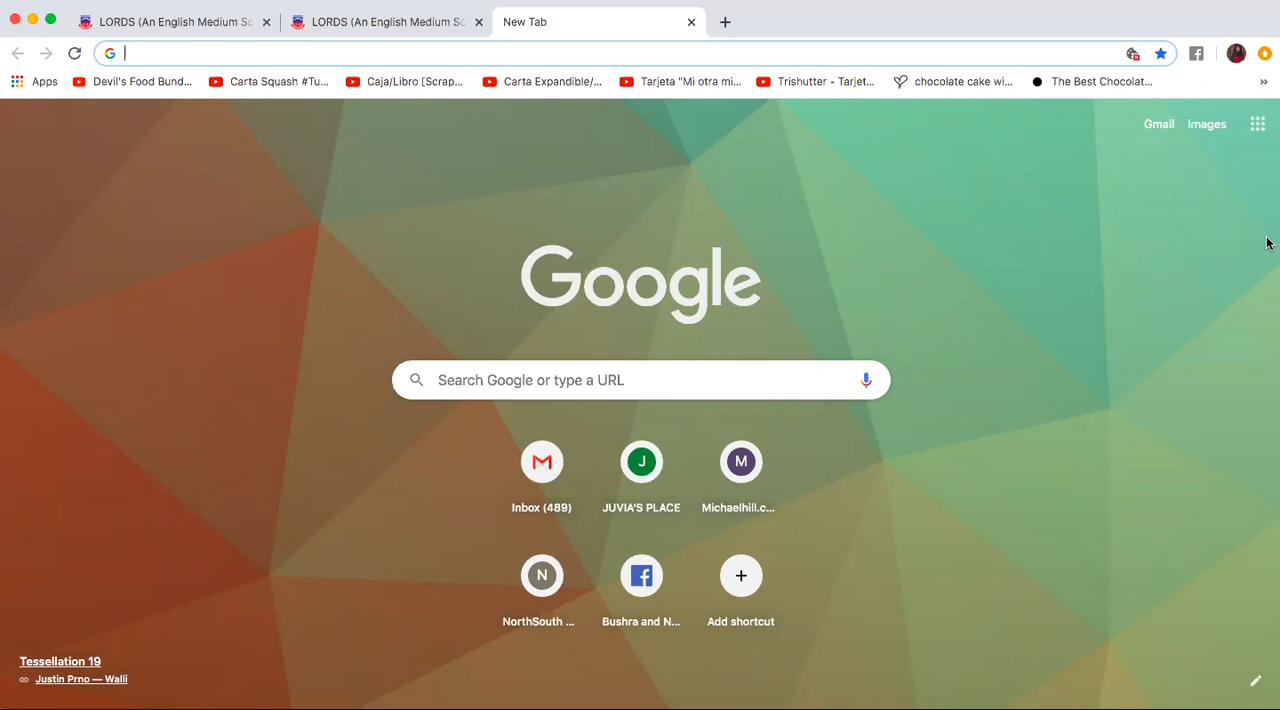 LORDS (An English Medium Sc
LORDS (An English Medium Sc
New Tab
Apps
Devil's Food Bund...
Carta Squash #Tu...
Caja/Libro [Scrap...
Carta Expandible/...
Tarjeta "Mi otra mi...
Trishutter - Tarjet...
chocolate cake wi...
The Best Chocolat...
Gmail
Images
Google
Search Google or type a URL
J
M
Inbox (489)
JUVIA'S PLACE
Michaelhill.c...
N
NorthSouth ...
Bushra and N...
Add shortcut
Tessellation 19
Justin Prno — Walli